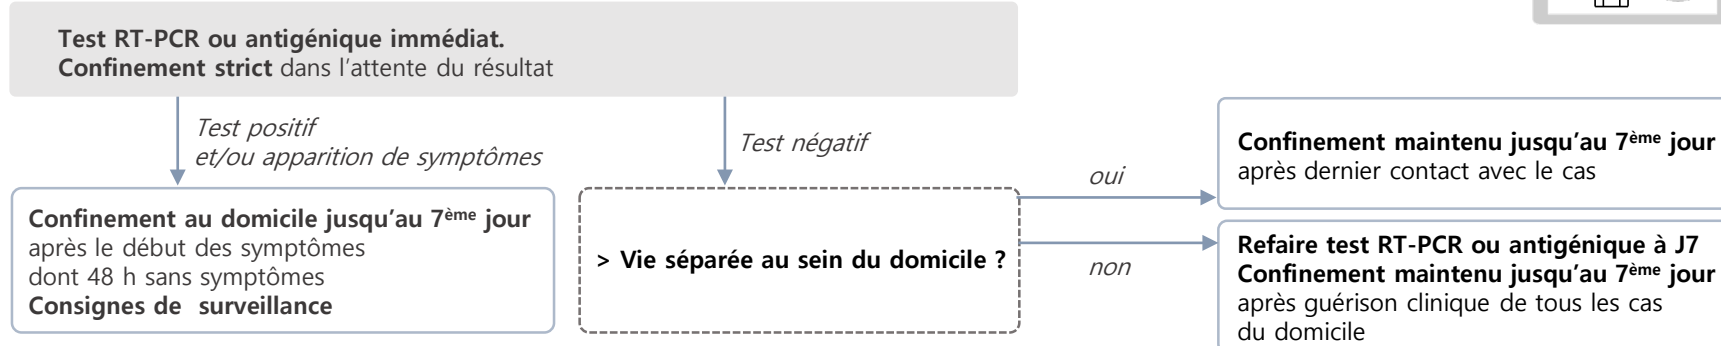 Test RT-PCR ou antigénique immédiat.
Confinement strict dans l'attente du résultat
Test positif
et/ou apparition de symptômes
Test négatif
Confinement au domicile jusqu'au 7ème jour
après le début des symptômes
dont 48 h sans symptômes
Consignes de surveillance
> Vie séparée au sein du domicile ?
oui
Confinement maintenu jusqu'au 7ème jour
après dernier contact avec le cas
non
Refaire test RT-PCR ou antigénique à J7
Confinement maintenu jusqu'au 7ème jour
après guérison clinique de tous les cas
du domicile